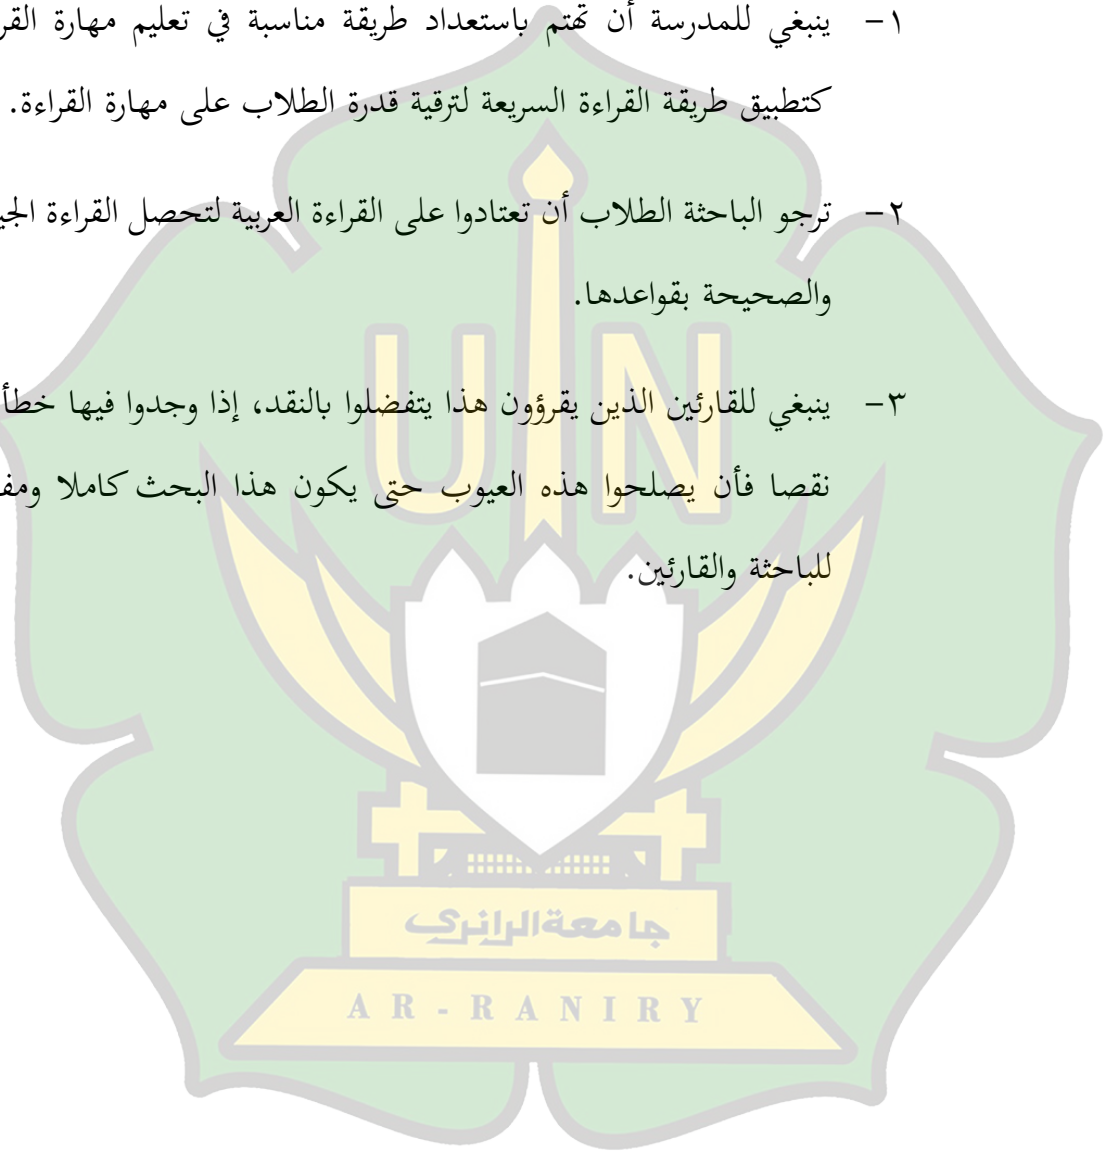 ١- ينبغي للمدرسة أن تهتم باستعداد طريقة مناسبة في تعليم مهارة
كتطبيق طريقة القراءة السريعة لترقية قدرة الطلاب على مهارة القراءة.
٢- ترجو الباحثة الطلاب أن تعتادوا على القراءة العربية لتحصل القراءة
والصحيحة بقواعدها.
٣- ينبغي للقارئين الذين يقرؤون هذا يتفضلوا بالنقد، إذا وجدوا فيها خطأ
نقصا فأن يصلحوا هذه العيوب حتى يكون هذا البحث كاملا
للباحثة والقارئين.
UIN
جامعة الرانري
AR-RANIRY